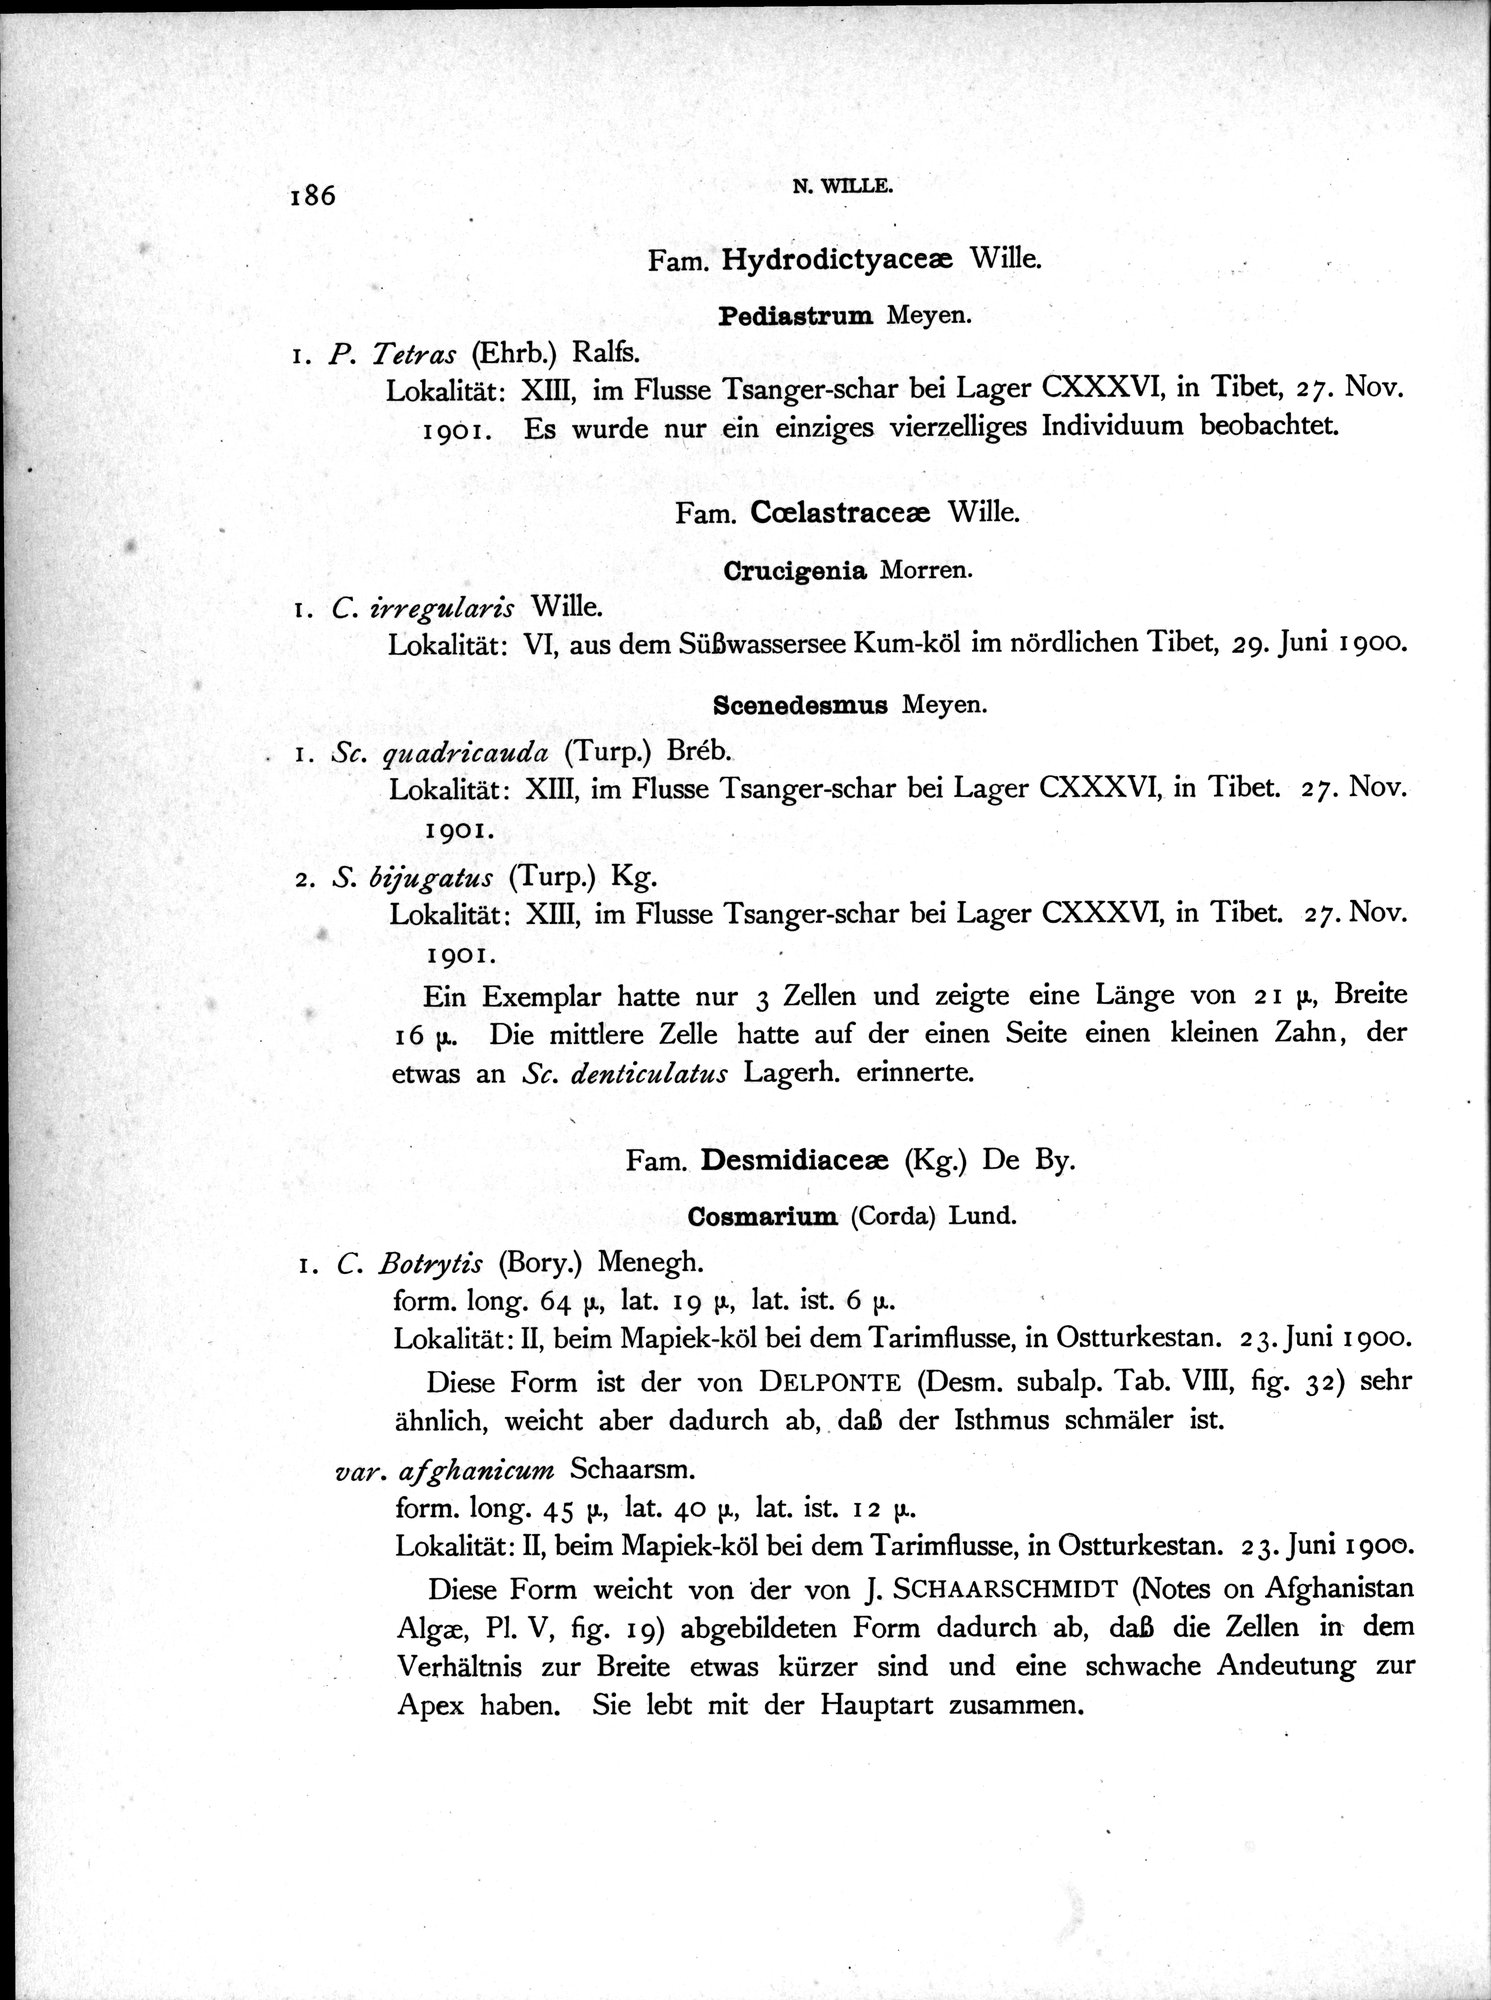 186
N. WILLE.
Fam. Hydrodictyaceæ Wille.
Pediastrum Meyen.
1. P. Tetras (Ehrb.) Ralfs.
Lokalität: XIII, im Flusse Tsanger-schar bei Lager CXXXVI, in Tibet, 27. Nov.
1901. Es wurde nur ein einziges vierzelliges Individuum beobachtet.
Fam. Cœlastraceæ Wille.
Crucigenia Morren.
1. C. irregularis Wille.
Lokalität: VI, aus dem Süßwassersee Kum-köl im nördlichen Tibet, 29. Juni 1900.
Scenedesmus Meyen.
1. Sc. quadricauda (Turp.) Bréb.
Lokalität: XIII, im Flusse Tsanger-schar bei Lager CXXXVI, in Tibet. 27. Nov.
1901.
2. S. bijugatus (Turp.) Kg.
Lokalität: XIII, im Flusse Tsanger-schar bei Lager CXXXVI, in Tibet. 27. Nov.
1901.
Ein Exemplar hatte nur 3 Zellen und zeigte eine Länge von 21 µ, Breite
16 µ. Die mittlere Zelle hatte auf der einen Seite einen kleinen Zahn, der
etwas an Sc. denticulatus Lagerh. erinnerte.
Fam. Desmidiaceæ (Kg.) De By.
Cosmarium (Corda) Lund.
1. C. Botrytis (Bory.) Menegh.
form. long. 64 µ, lat. 19 µ, lat. ist. 6 µ.
Lokalität: II, beim Mapiek-köl bei dem Tarimflusse, in Ostturkestan. 23. Juni 1900.
Diese Form ist der von DELPONTE (Desm. subalp. Tab. VIII, fig. 32) sehr
ähnlich, weicht aber dadurch ab, daß der Isthmus schmäler ist.
var. afghanicum Schaarsm.
form. long. 45 µ, lat. 40 µ, lat. ist. 12 µ.
Lokalität: II, beim Mapiek-köl bei dem Tarimflusse, in Ostturkestan. 23. Juni 1900.
Diese Form weicht von der von J. SCHAARSCHMIDT (Notes on Afghanistan
Algæ, Pl. V, fig. 19) abgebildeten Form dadurch ab, daß die Zellen in dem
Verhältnis zur Breite etwas kürzer sind und eine schwache Andeutung zur
Apex haben. Sie lebt mit der Hauptart zusammen.